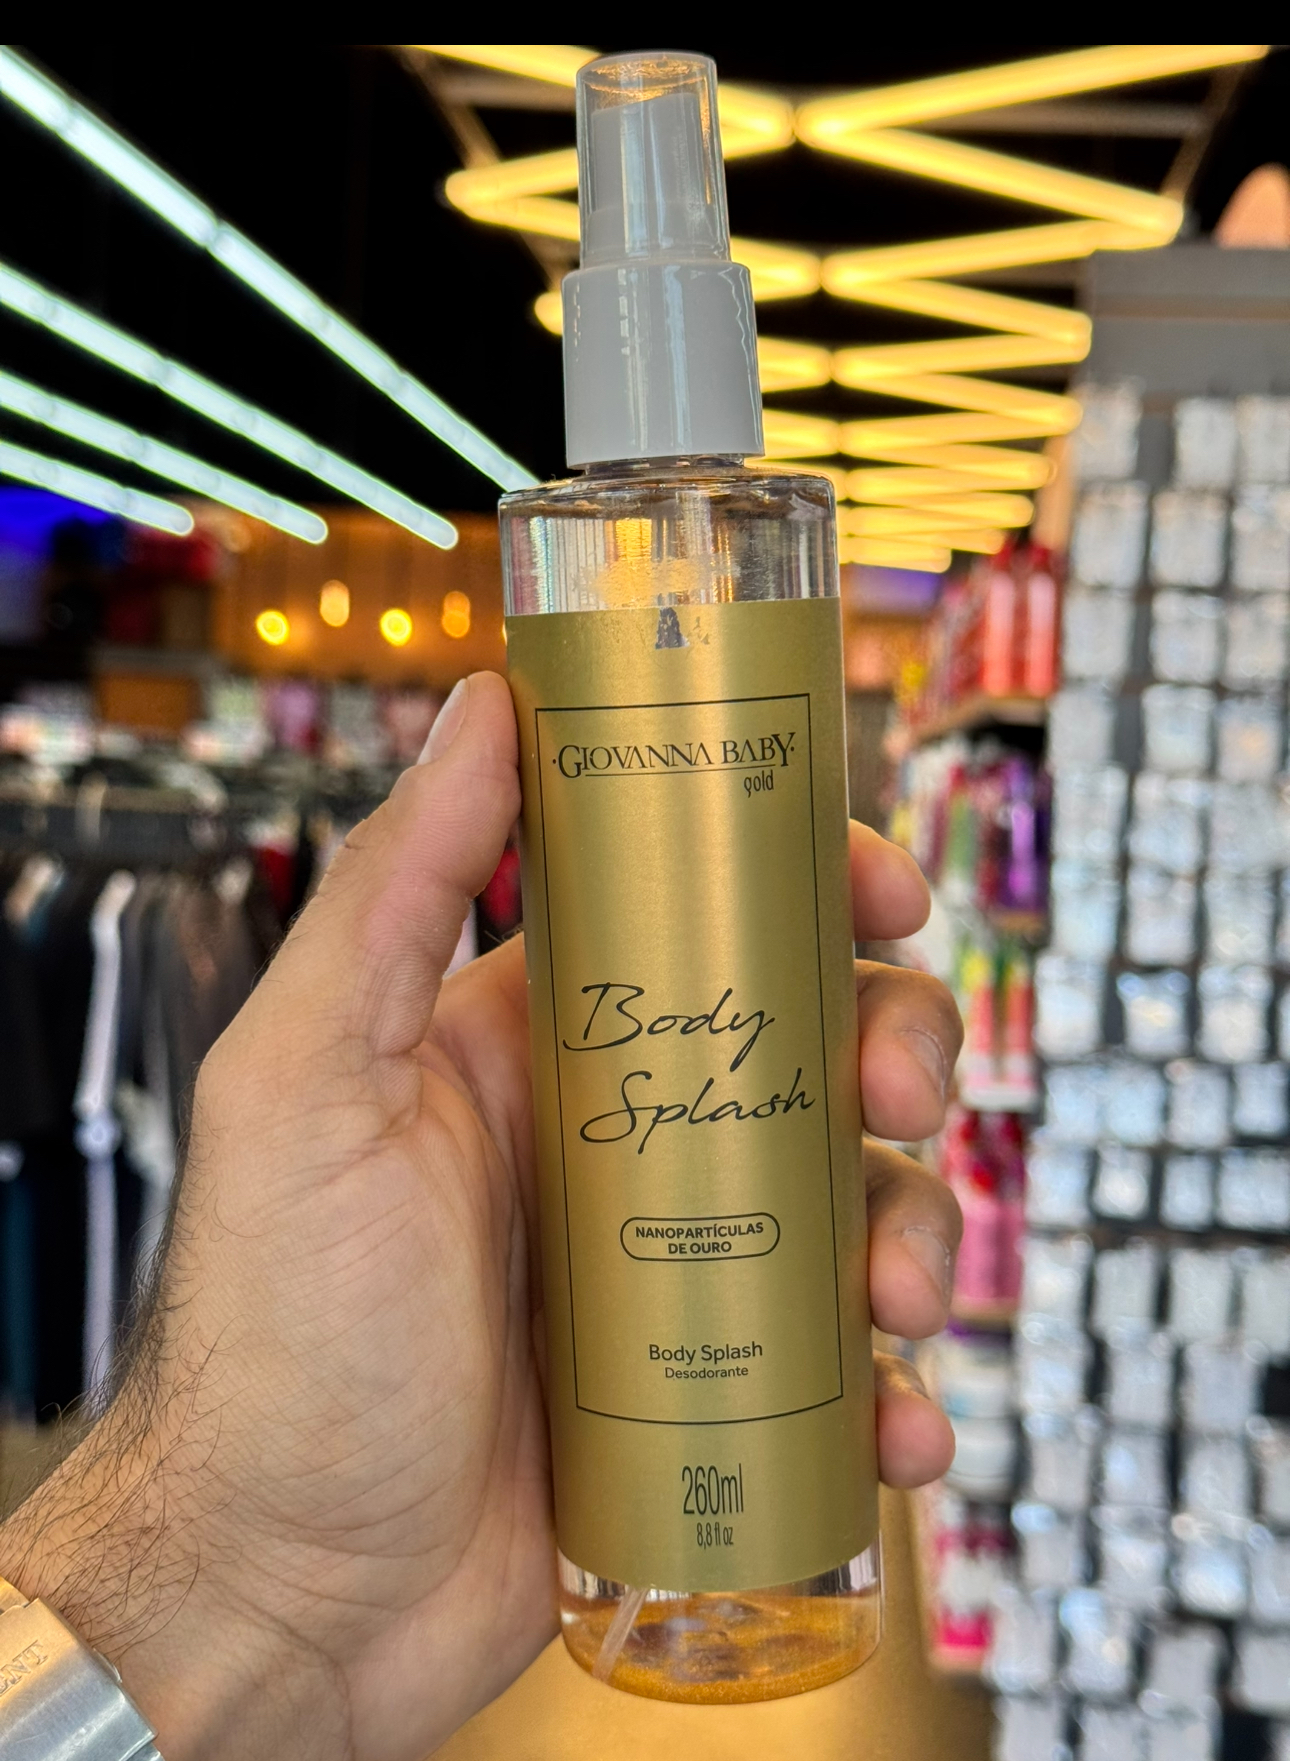 ·GIOVANNA BABY·
gold
Body
Splash
NANOPARTÍCULAS
DE OURO
Body Splash
Desodorante
260ml
8,8 fl oz